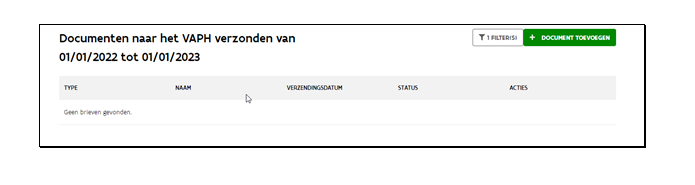 Documenten naar het VAPH verzonden van
01/01/2022 tot 01/01/2023
1 FILTER(S)
+ DOCUMENT TOEVOEGEN
TYPE NAAM VERZENDINGSDATUM STATUS ACTIES
Geen brieven gevonden.